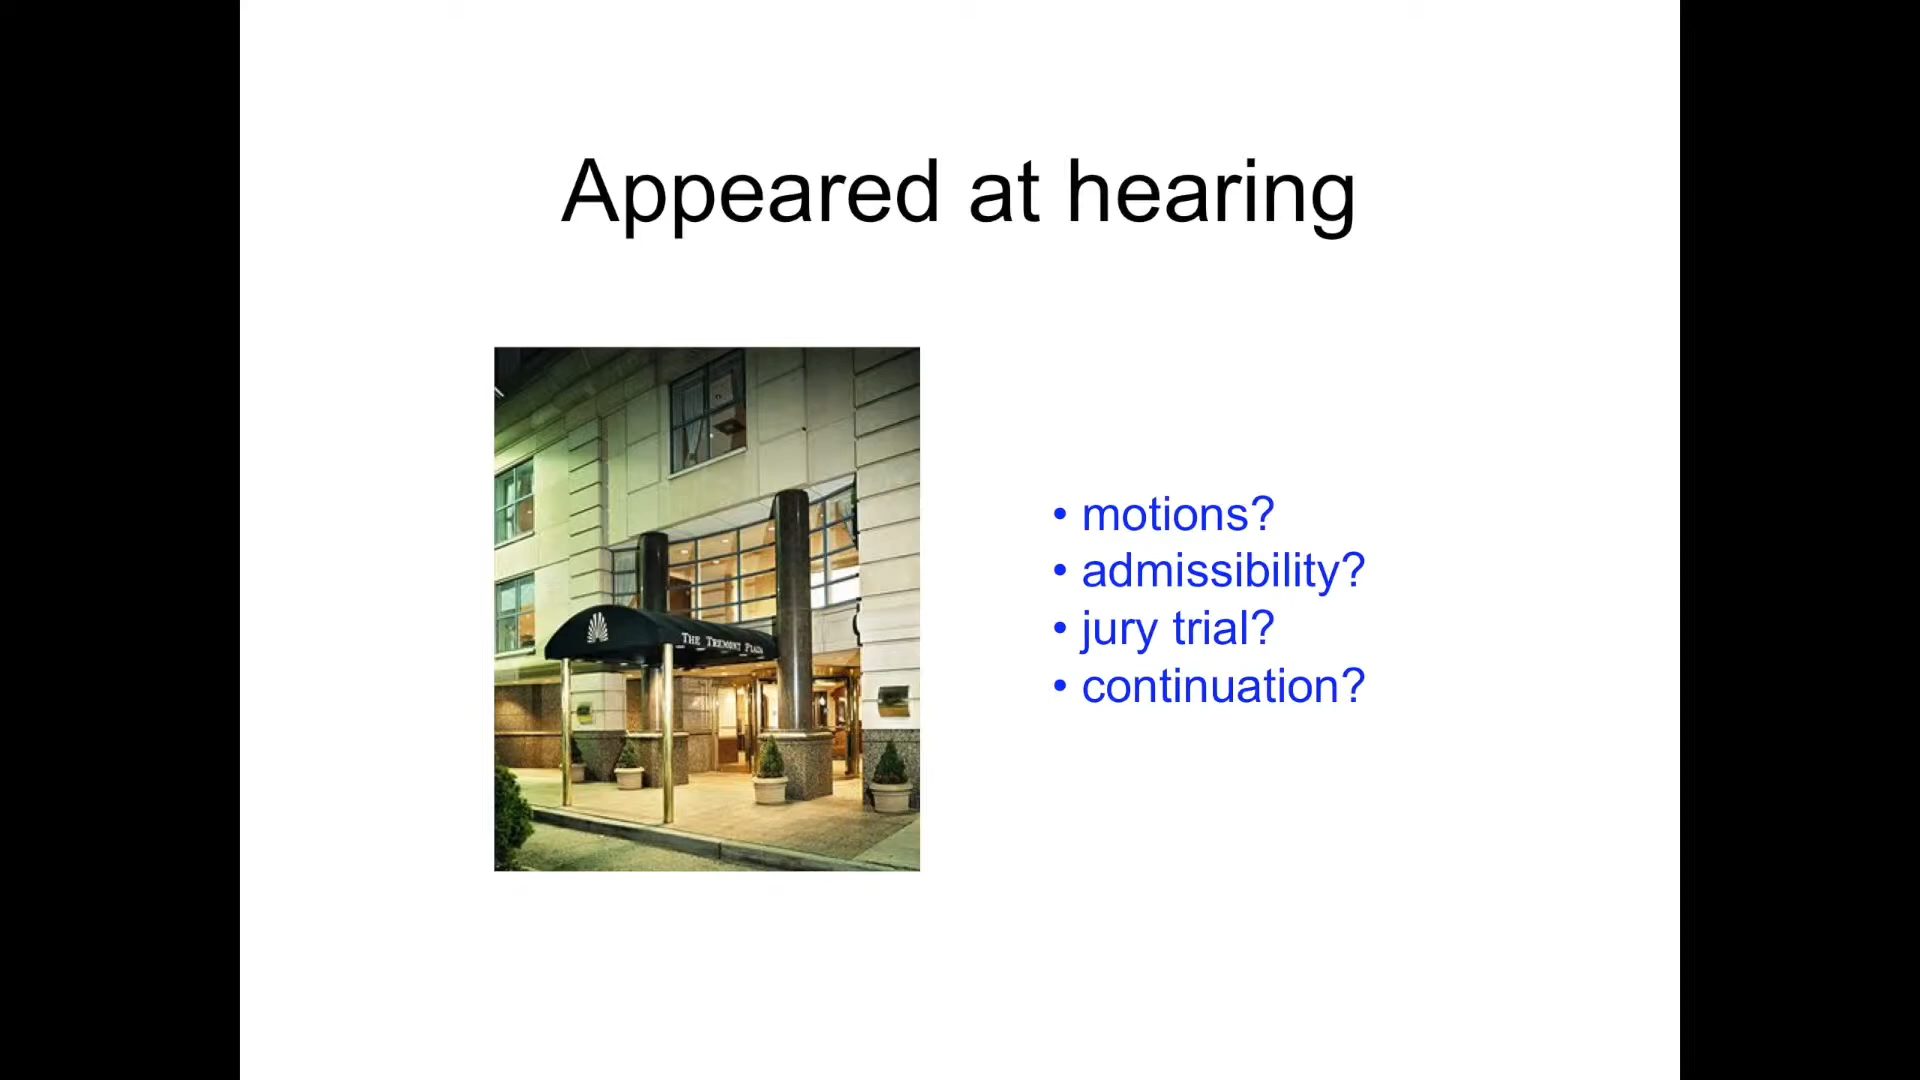 Appeared at hearing
THE TREMONT PLAZA
• motions?
• admissibility?
• jury trial?
• continuation?